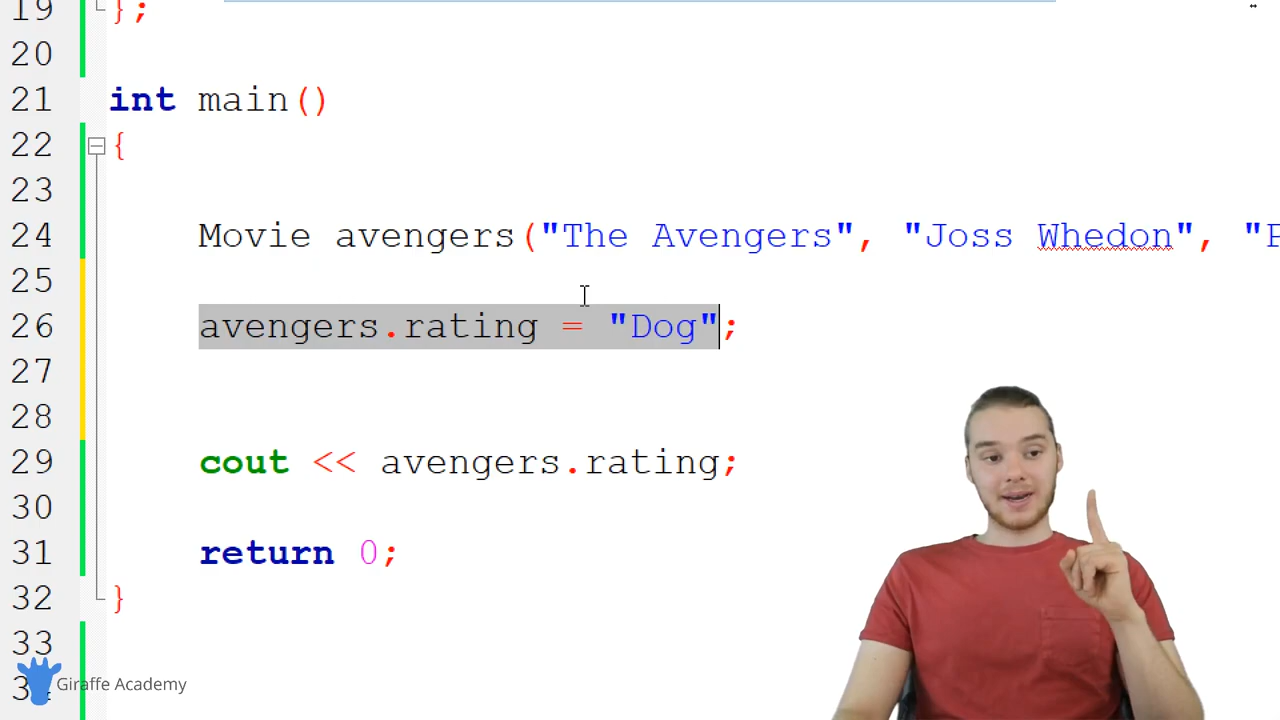 19 };
20
21 int main()
22 {
23
24 Movie avengers("The Avengers", "Joss Whedon", "P
25
26 avengers.rating = "Dog";
27
28
29 cout << avengers.rating;
30
31 return 0;
32 }
33
Giraffe Academy